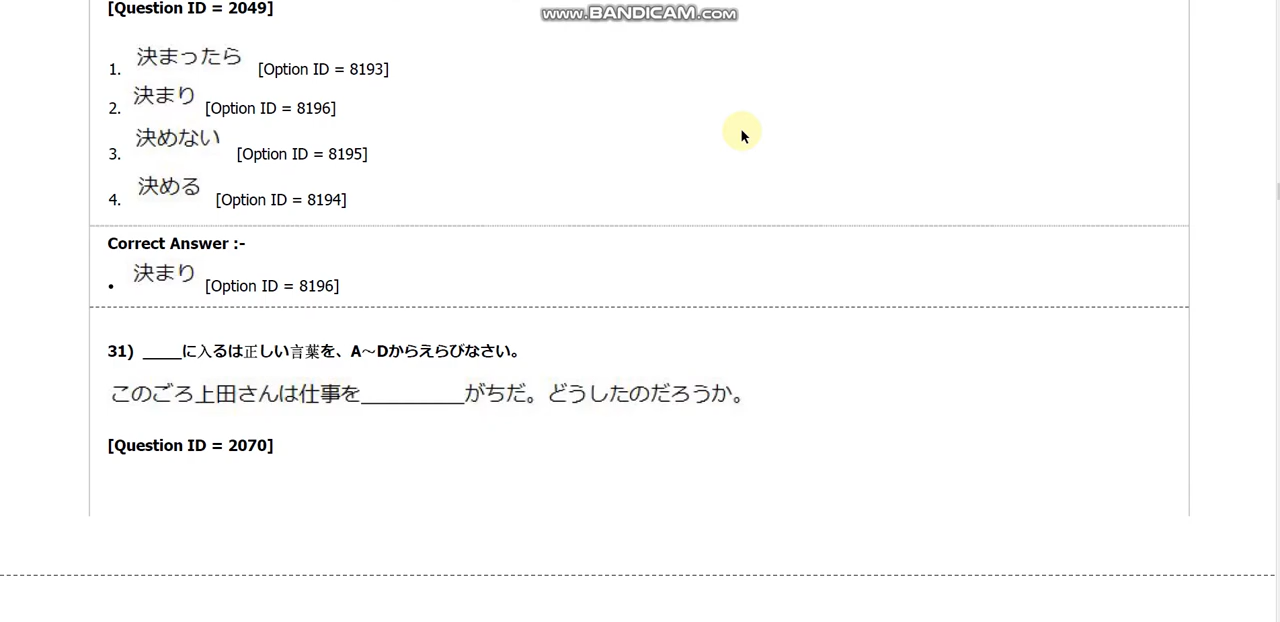 [Question ID = 2049]
www.BANDICAM.com
1. 決まったら [Option ID = 8193]
2. 決まり [Option ID = 8196]
3. 決めない [Option ID = 8195]
4. 決める [Option ID = 8194]
Correct Answer :-
• 決まり [Option ID = 8196]
31) _____に入るは正しい言葉を、A～Dからえらびなさい。
このごろ上田さんは仕事を__________がちだ。どうしたのだろうか。
[Question ID = 2070]